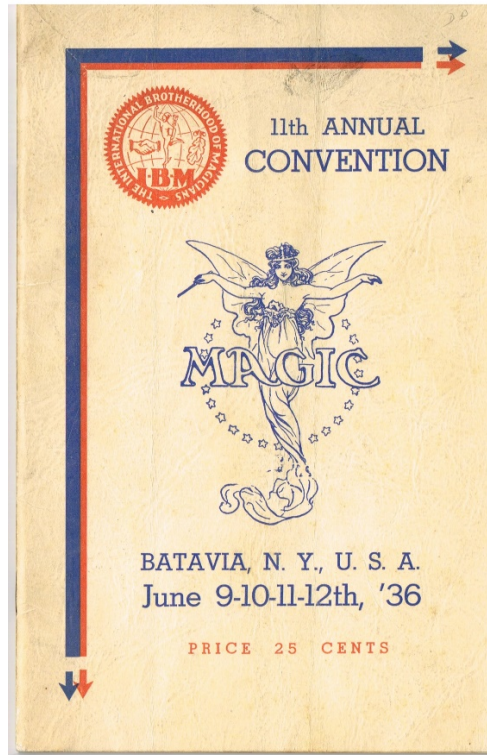 THE INTERNATIONAL BROTHERHOOD OF MAGICIANS
I·B·M
11th ANNUAL
CONVENTION
MAGIC
BATAVIA, N. Y., U. S. A.
June 9-10-11-12th, '36
PRICE 25 CENTS